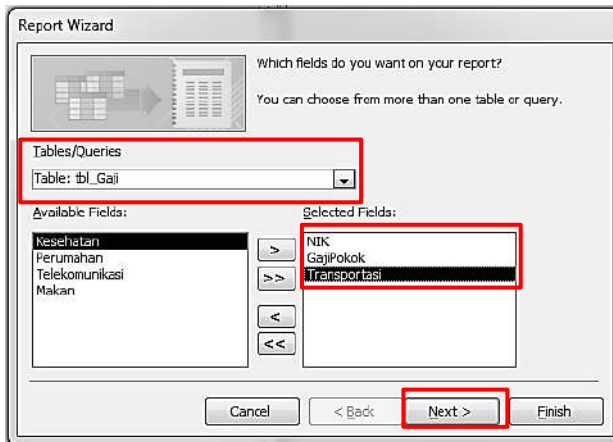 Report Wizard
Which fields do you want on your report?
You can choose from more than one table or query.
Tables/Queries
Table: tbl_Gaji
Available Fields:
Selected Fields:
Kesehatan
Perumahan
Telekomunikasi
Makan
>
>>
<
<<
NIK
GajiPokok
Transportasi
Cancel
< Back
Next >
Finish